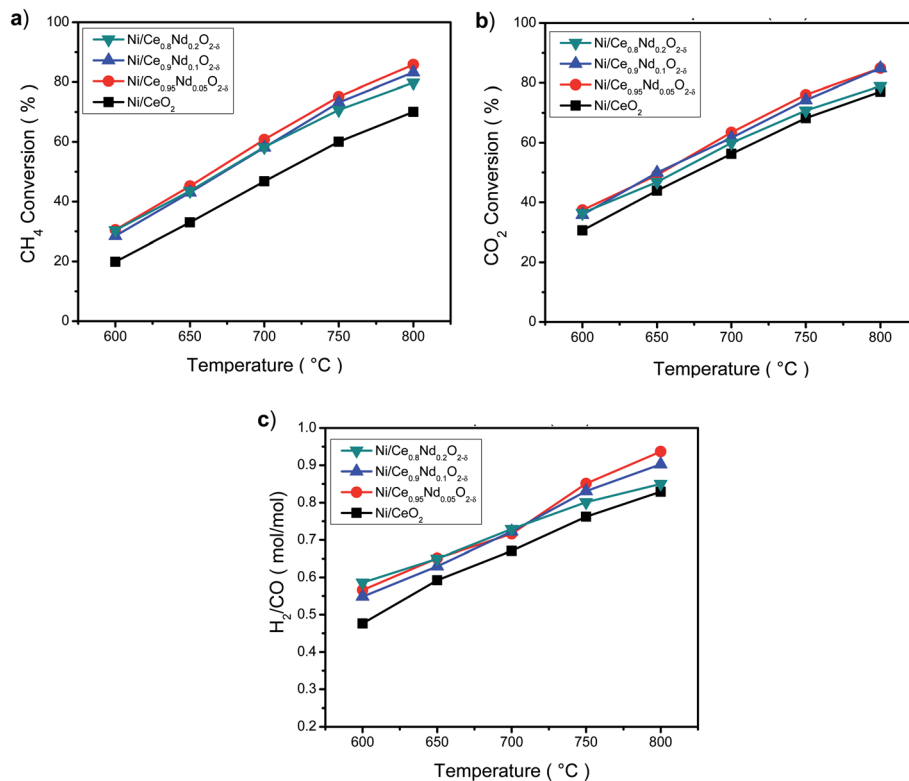 a)
Ni/Ce₀.₈Nd₀.₂O₂₋δ
Ni/Ce₀.₉Nd₀.₁O₂₋δ
Ni/Ce₀.₉₅Nd₀.₀₅O₂₋δ
Ni/CeO₂
CH₄ Conversion ( % )
100
80
60
40
20
0
600 650 700 750 800
Temperature ( °C )
b)
Ni/Ce₀.₈Nd₀.₂O₂₋δ
Ni/Ce₀.₉Nd₀.₁O₂₋δ
Ni/Ce₀.₉₅Nd₀.₀₅O₂₋δ
Ni/CeO₂
CO₂ Conversion ( % )
100
80
60
40
20
0
600 650 700 750 800
Temperature ( °C )
c)
Ni/Ce₀.₈Nd₀.₂O₂₋δ
Ni/Ce₀.₉Nd₀.₁O₂₋δ
Ni/Ce₀.₉₅Nd₀.₀₅O₂₋δ
Ni/CeO₂
H₂/CO ( mol/mol)
1.0
0.9
0.8
0.7
0.6
0.5
0.4
0.3
0.2
600 650 700 750 800
Temperature ( °C )